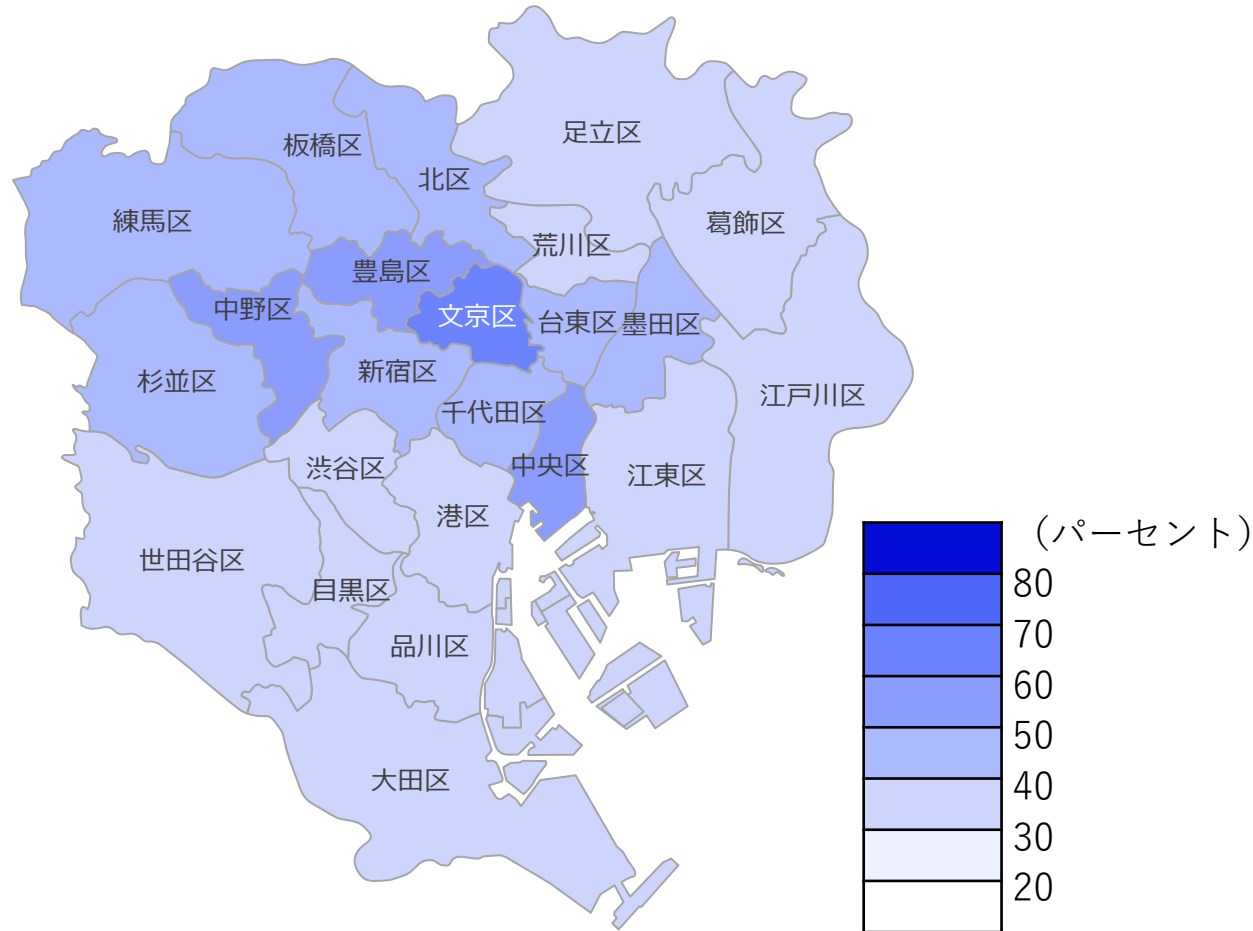 足立区
板橋区
北区
練馬区
葛飾区
荒川区
豊島区
中野区
文京区
台東区
墨田区
新宿区
杉並区
江戸川区
千代田区
中央区
渋谷区
江東区
港区
世田谷区
目黒区
品川区
大田区
（パーセント）
80
70
60
50
40
30
20